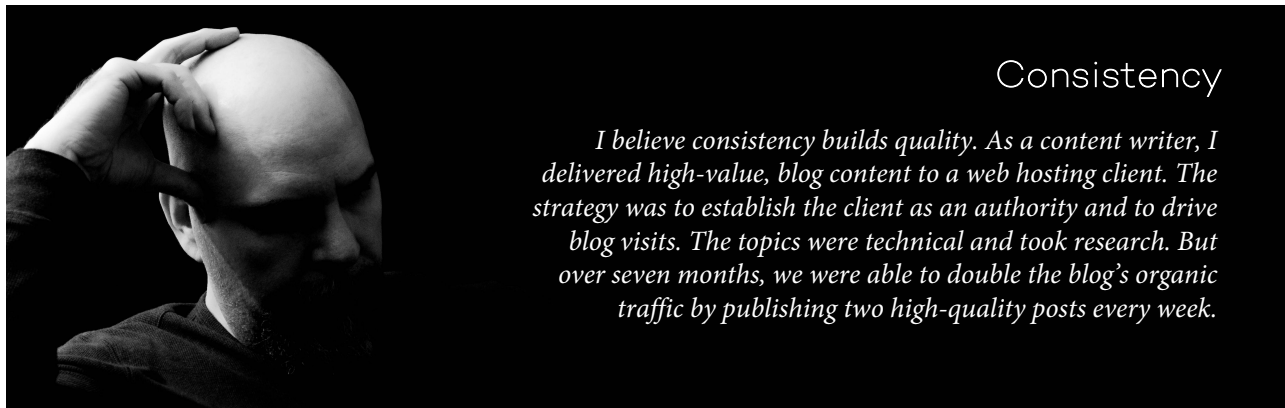 Consistency
I believe consistency builds quality. As a content writer, I
delivered high-value, blog content to a web hosting client. The
strategy was to establish the client as an authority and to drive
blog visits. The topics were technical and took research. But
over seven months, we were able to double the blog’s organic
traffic by publishing two high-quality posts every week.